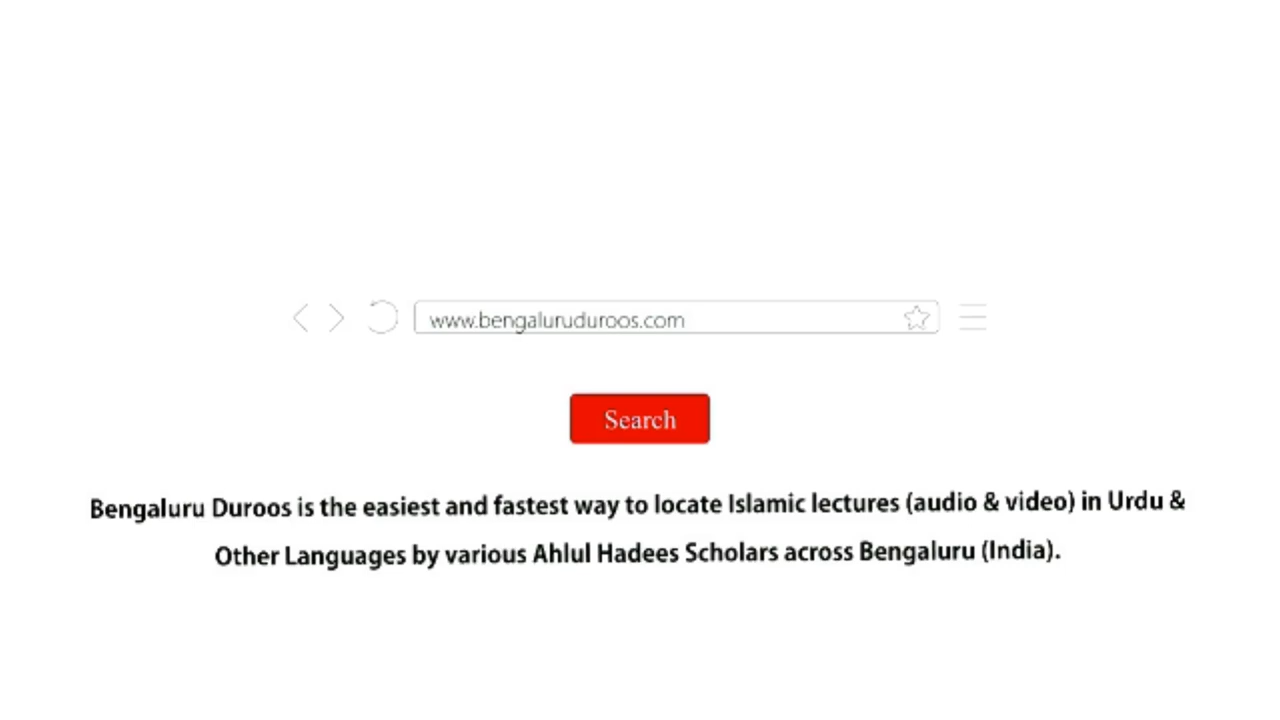 www.bengaluruduroos.com
Search
Bengaluru Duroos is the easiest and fastest way to locate Islamic lectures (audio & video) in Urdu &
Other Languages by various Ahlul Hadees Scholars across Bengaluru (India).